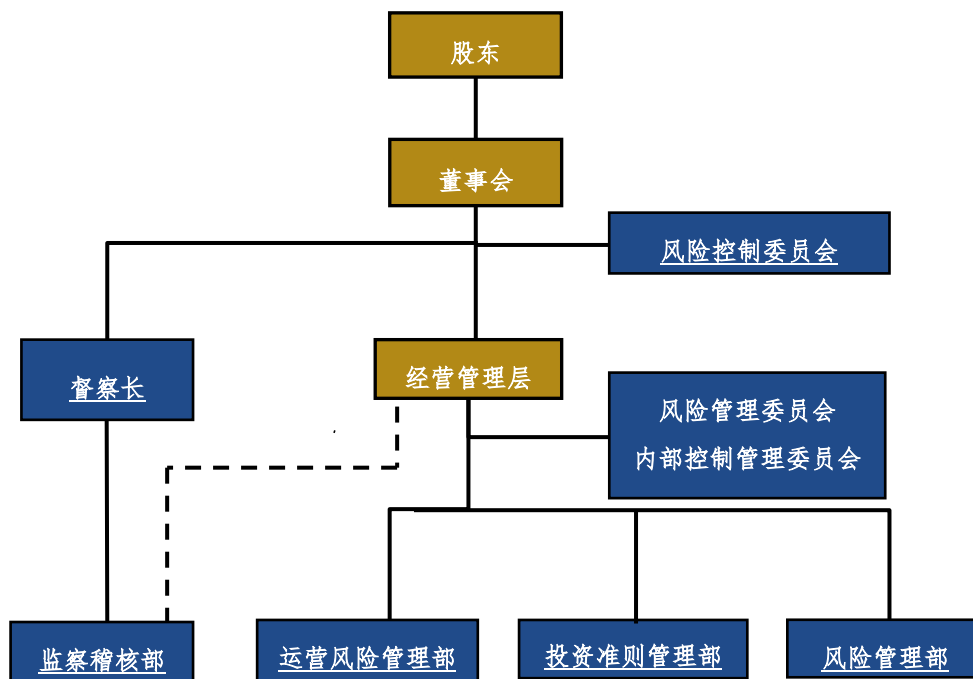 股东
董事会
风险控制委员会
督察长
经营管理层
风险管理委员会
内部控制管理委员会
监察稽核部
运营风险管理部
投资准则管理部
风险管理部